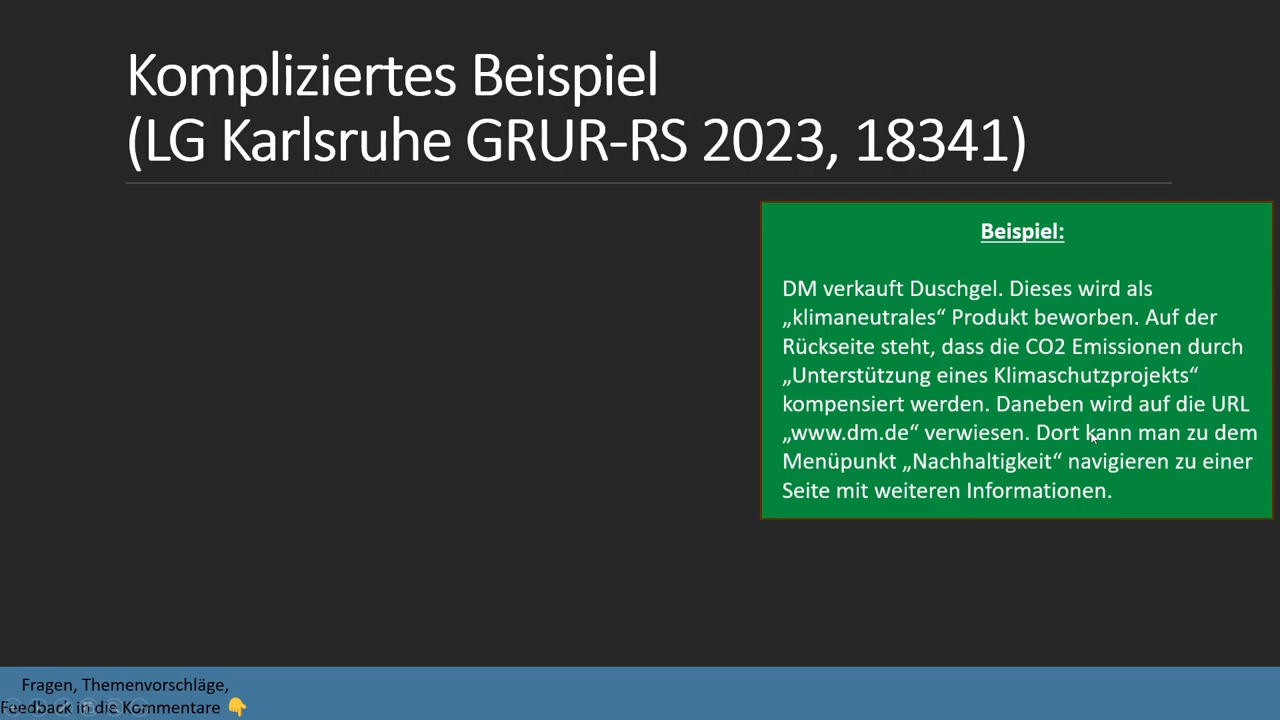 Kompliziertes Beispiel
(LG Karlsruhe GRUR-RS 2023, 18341)
Beispiel:
DM verkauft Duschgel. Dieses wird als
„klimaneutrales“ Produkt beworben. Auf der
Rückseite steht, dass die CO2 Emissionen durch
„Unterstützung eines Klimaschutzprojekts“
kompensiert werden. Daneben wird auf die URL
„www.dm.de“ verwiesen. Dort kann man zu dem
Menüpunkt „Nachhaltigkeit“ navigieren zu einer
Seite mit weiteren Informationen.
Fragen, Themenvorschläge,
Feedback in die Kommentare 👇